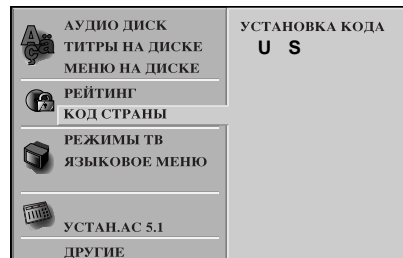 АУДИО ДИСК
ТИТРЫ НА ДИСКЕ
МЕНЮ НА ДИСКЕ
РЕЙТИНГ
КОД СТРАНЫ
РЕЖИМЫ ТВ
ЯЗЫКОВОЕ МЕНЮ
УСТАН.АС 5.1
ДРУГИЕ
УСТАНОВКА КОДА
U S